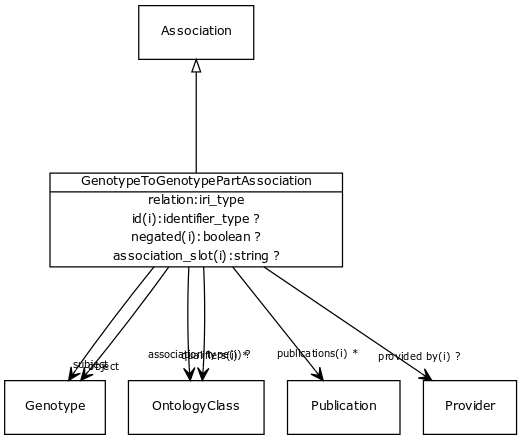 Association
GenotypeToGenotypePartAssociation
relation:iri_type
id(i):identifier_type ?
negated(i):boolean ?
association_slot(i):string ?
subject
object
association type(i) ?
qualifiers(i) *
publications(i) *
provided by(i) ?
Genotype
OntologyClass
Publication
Provider